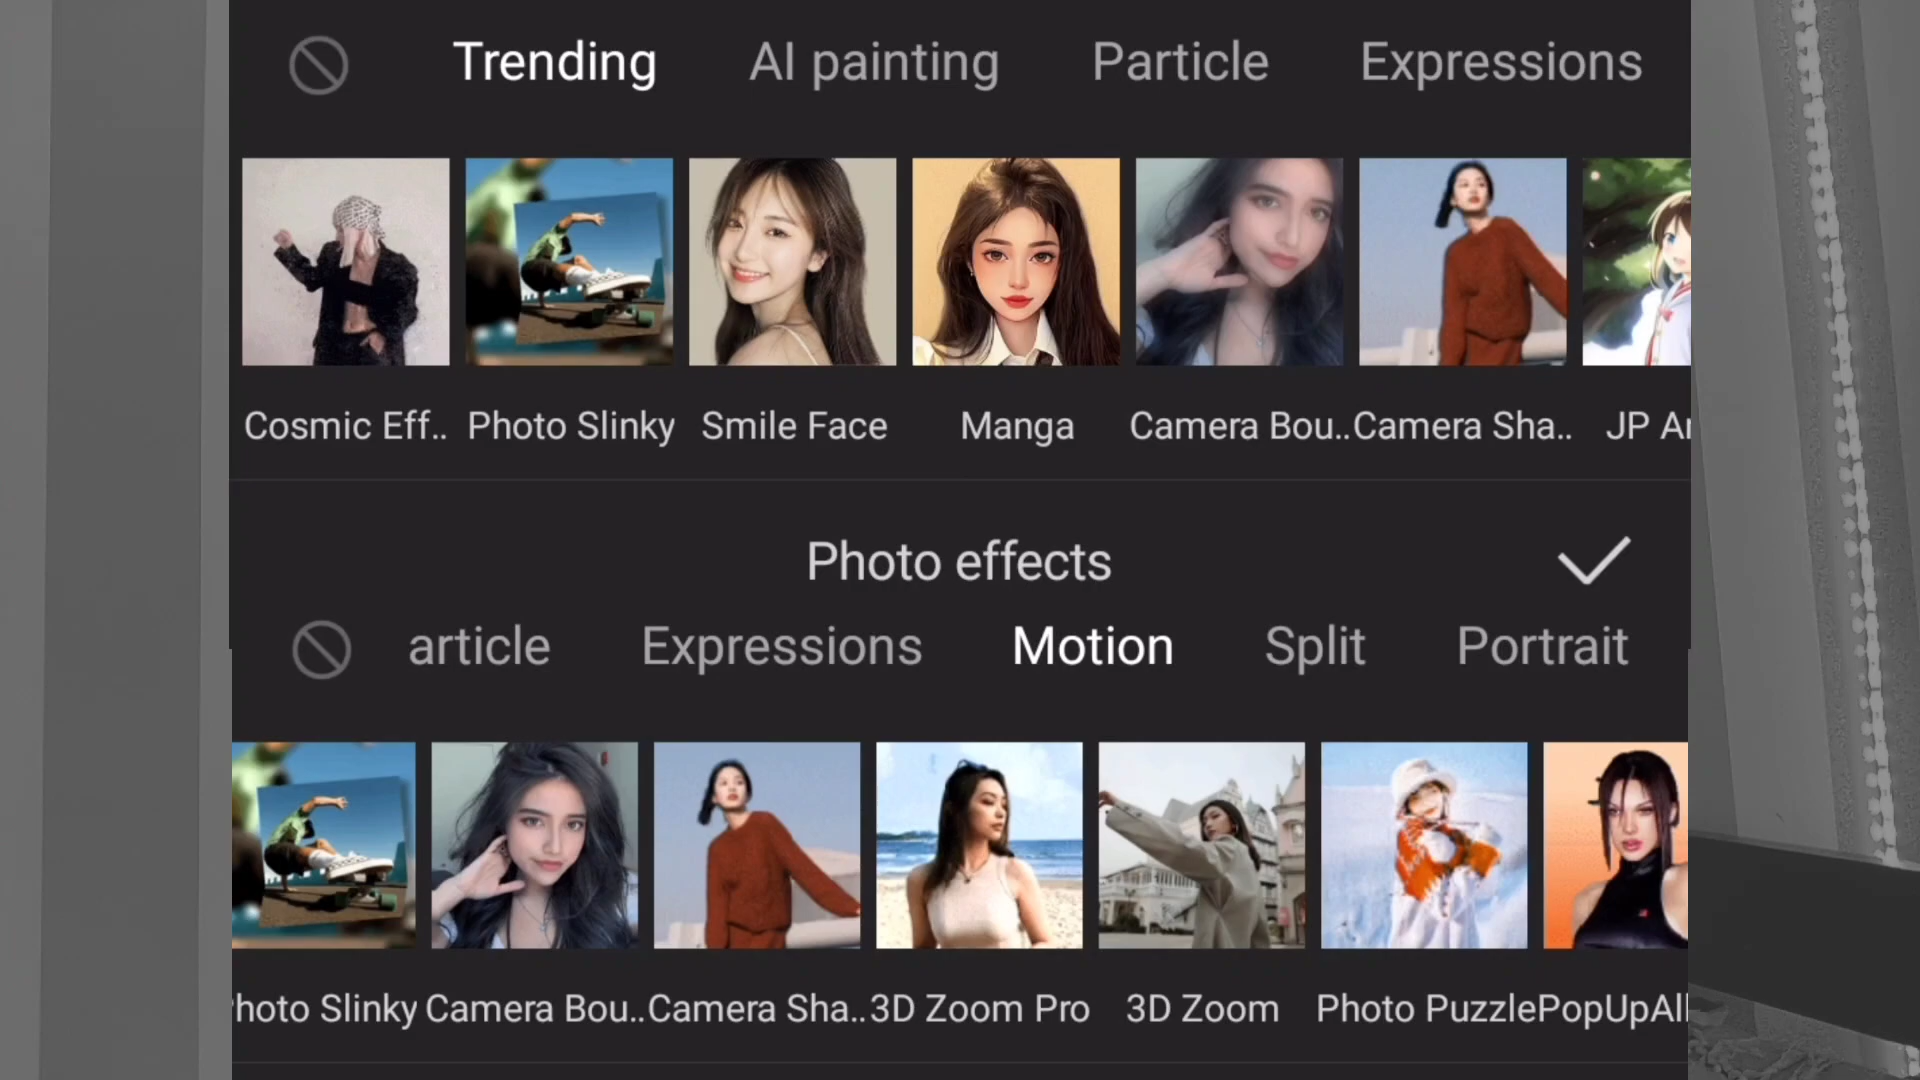 Trending AI painting Particle Expressions
Cosmic Eff.. Photo Slinky Smile Face Manga Camera Bou.. Camera Sha.. JP Ar
Photo effects
article Expressions Motion Split Portrait
hoto Slinky Camera Bou.. Camera Sha.. 3D Zoom Pro 3D Zoom Photo Puzzle PopUpAll